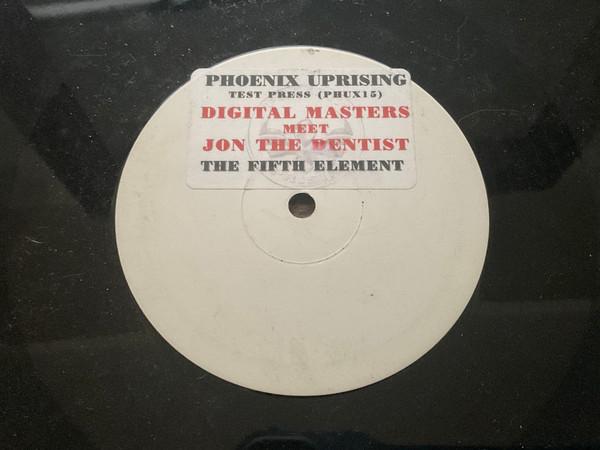 PHOENIX UPRISING
TEST PRESS (PHUX15)
DIGITAL MASTERS
MEET
JON THE DENTIST
THE FIFTH ELEMENT